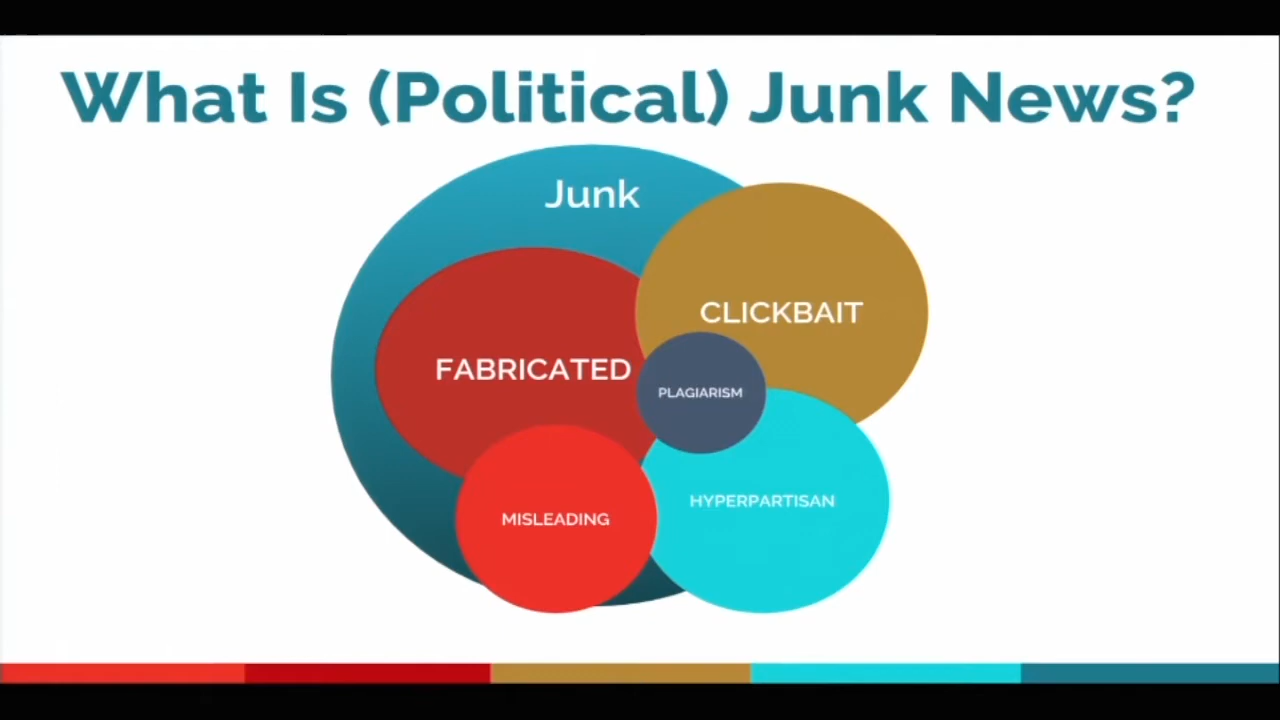 What Is (Political) Junk News?
Junk
CLICKBAIT
FABRICATED
PLAGIARISM
HYPERPARTISAN
MISLEADING